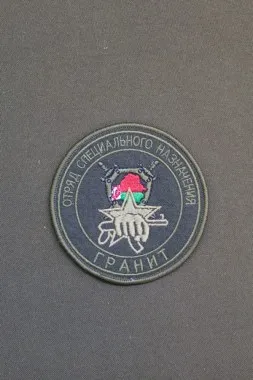 ОТРЯД СПЕЦИАЛЬНОГО НАЗНАЧЕНИЯ
ГРАНИТ